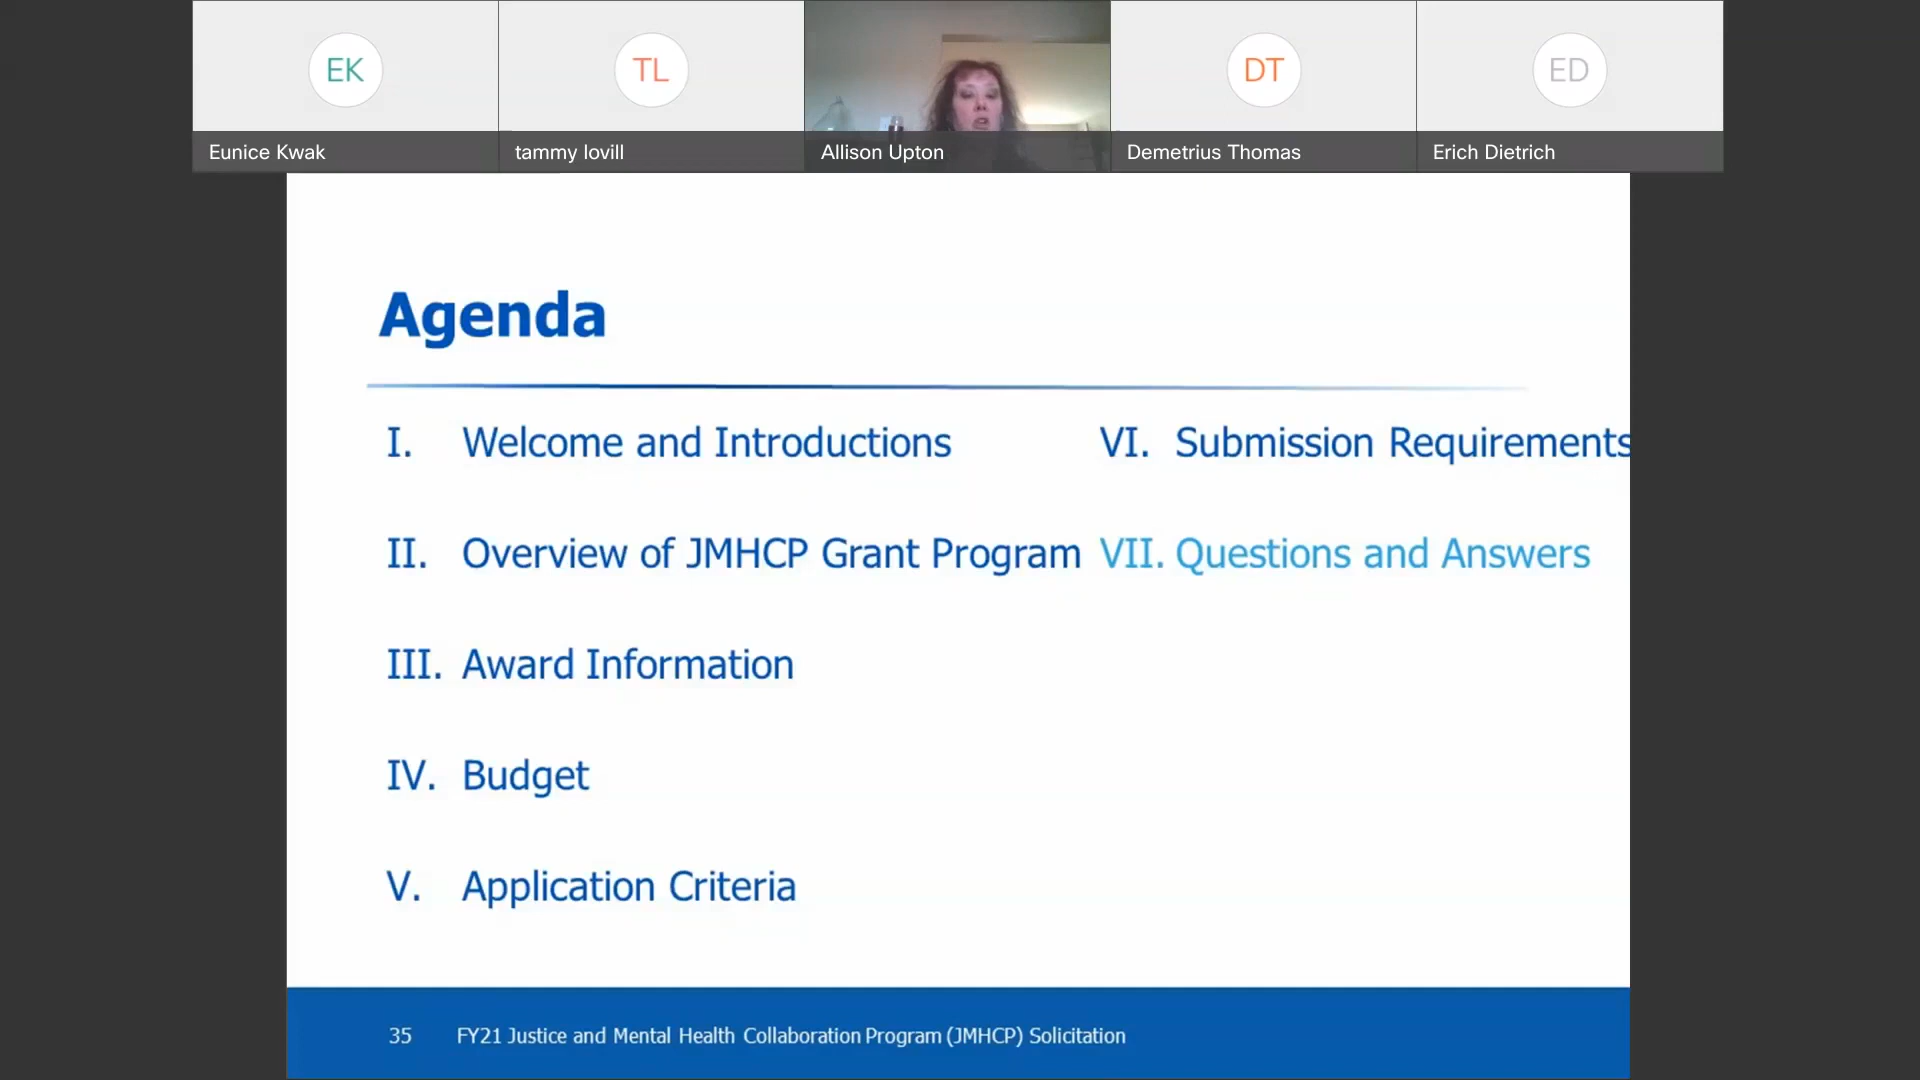 EK
TL
DT
ED
Eunice Kwak
tammy lovill
Allison Upton
Demetrius Thomas
Erich Dietrich
Agenda
I. Welcome and Introductions
II. Overview of JMHCP Grant Program
III. Award Information
IV. Budget
V. Application Criteria
VI. Submission Requirements
VII. Questions and Answers
35 FY21 Justice and Mental Health Collaboration Program (JMHCP) Solicitation